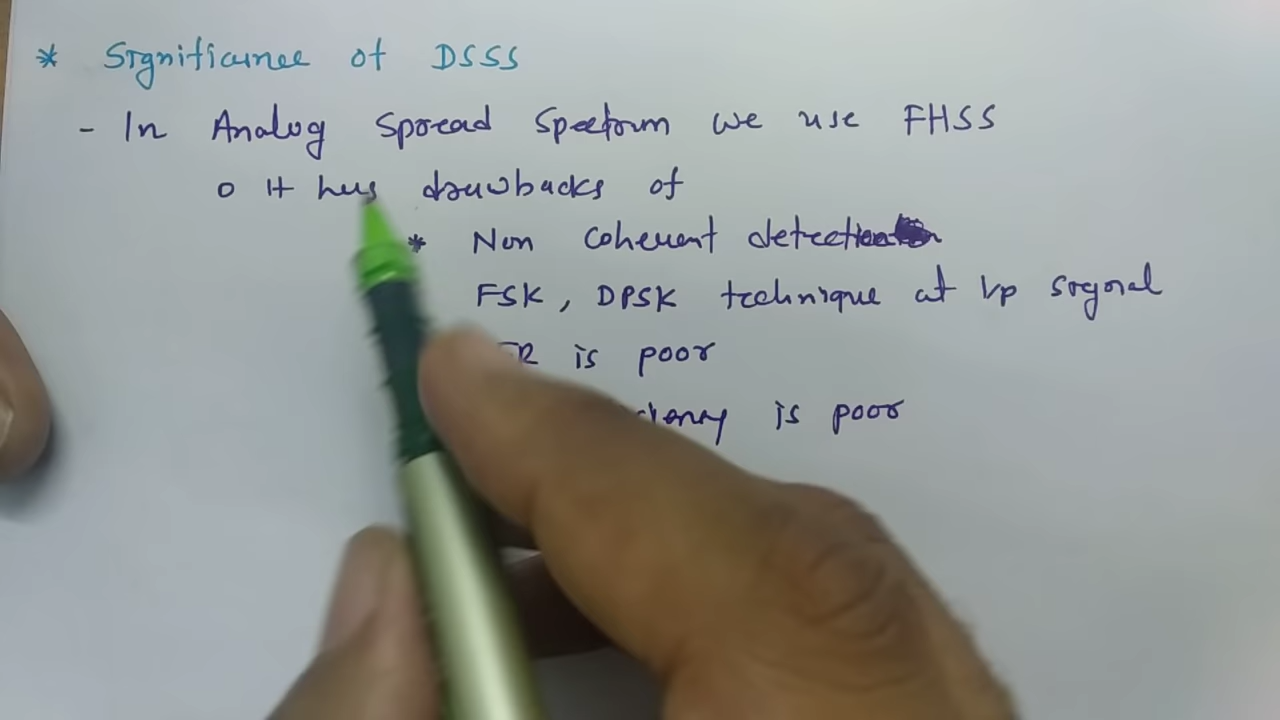 * Significance of DSSS
- In Analog Spread Spectrum we use FHSS
o It has drawbacks of
* Non Coherent detection
FSK, DPSK technique at I/p signal
is poor
is poor